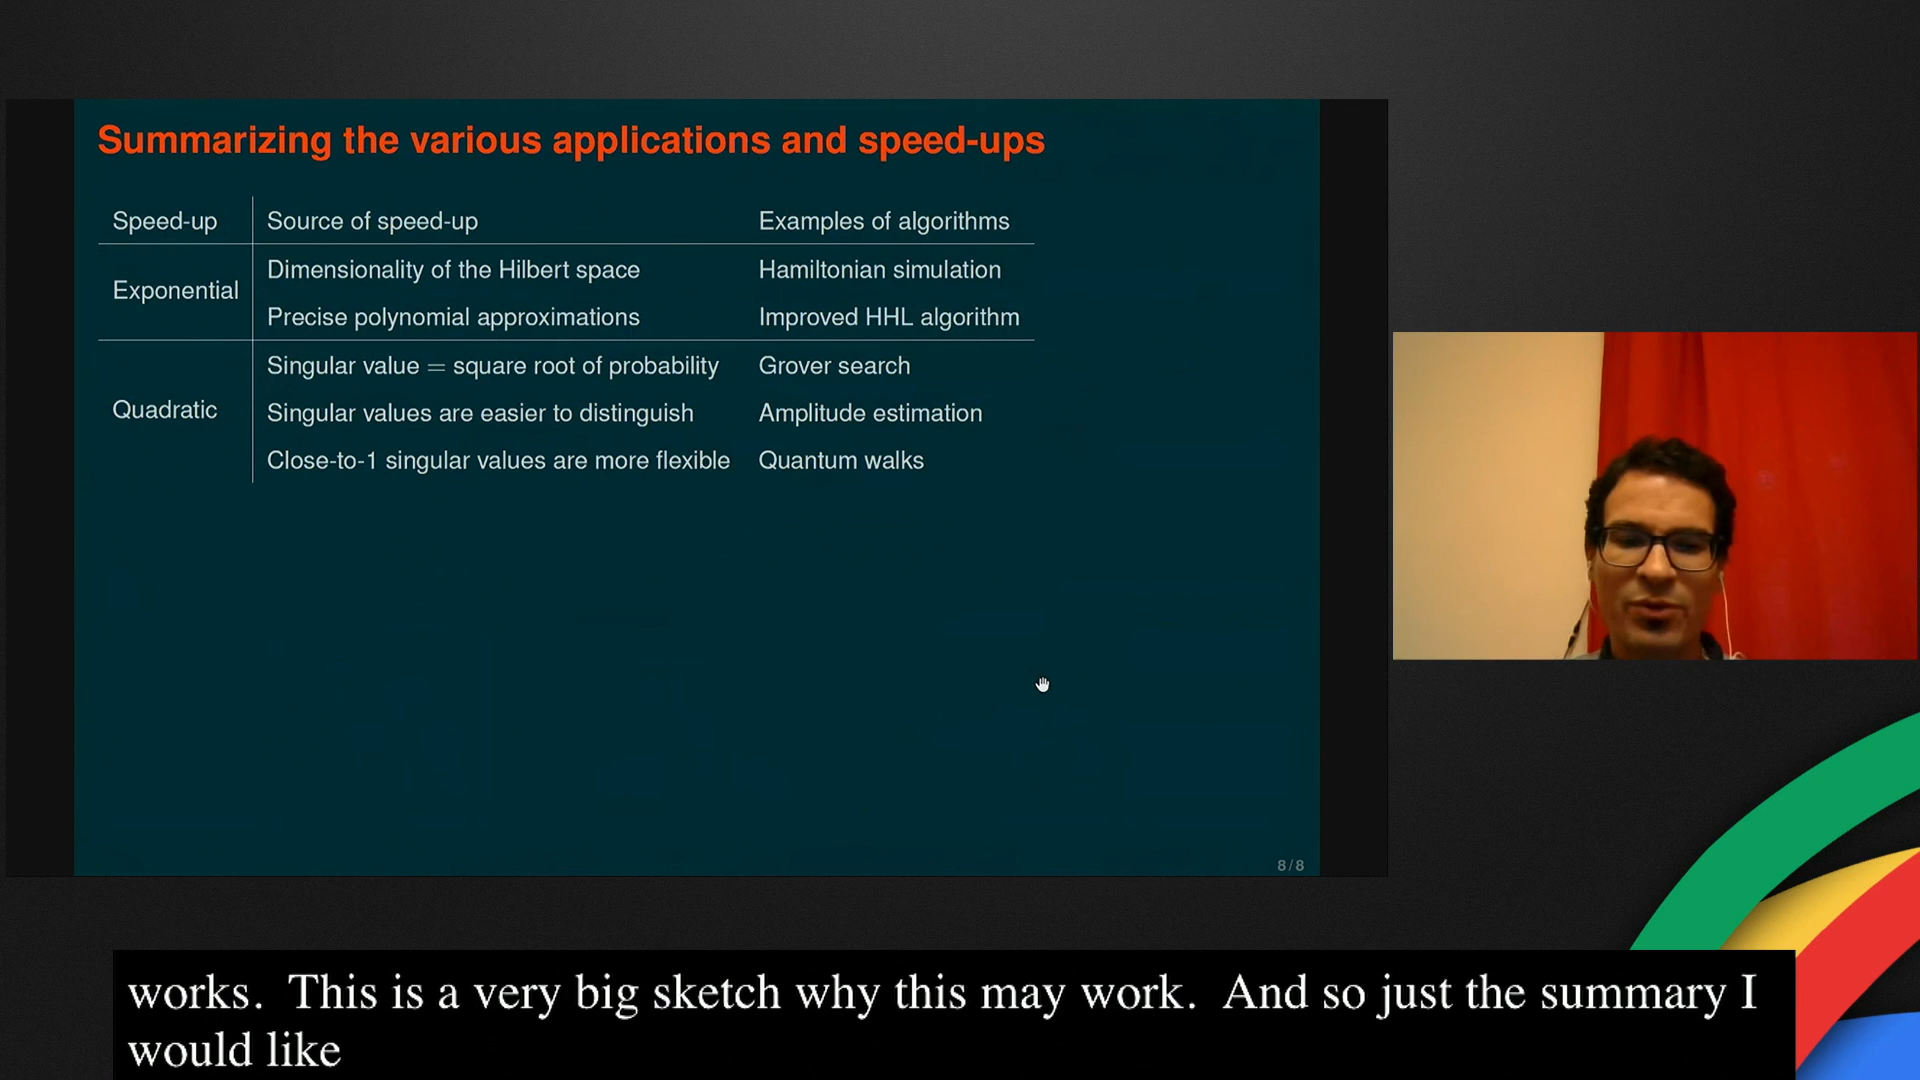 Summarizing the various applications and speed-ups
Speed-up Source of speed-up Examples of algorithms
Exponential
Dimensionality of the Hilbert space Hamiltonian simulation
Precise polynomial approximations Improved HHL algorithm
Quadratic
Singular value = square root of probability Grover search
Singular values are easier to distinguish Amplitude estimation
Close-to-1 singular values are more flexible Quantum walks
8/8
works.  This is a very big sketch why this may work.  And so just the summary I
would like